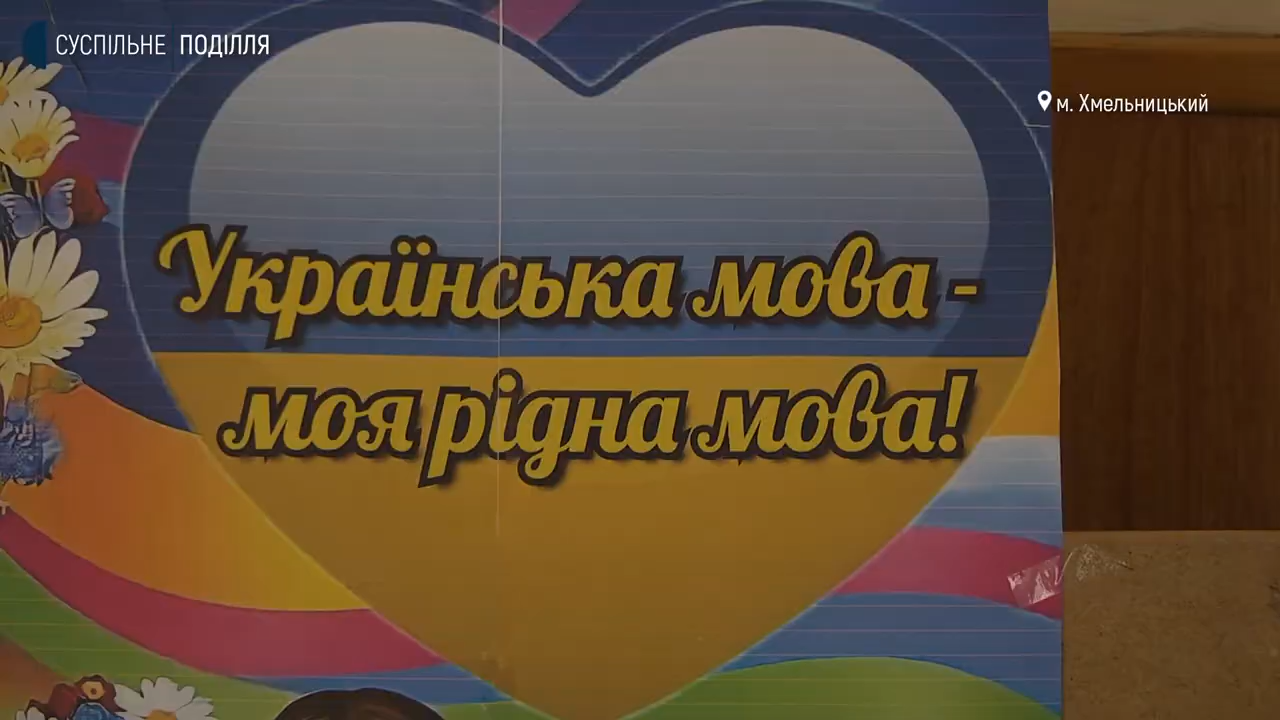 СУСПІЛЬНЕ ПОДІЛЛЯ
м. Хмельницький
Українська мова -
моя рідна мова!